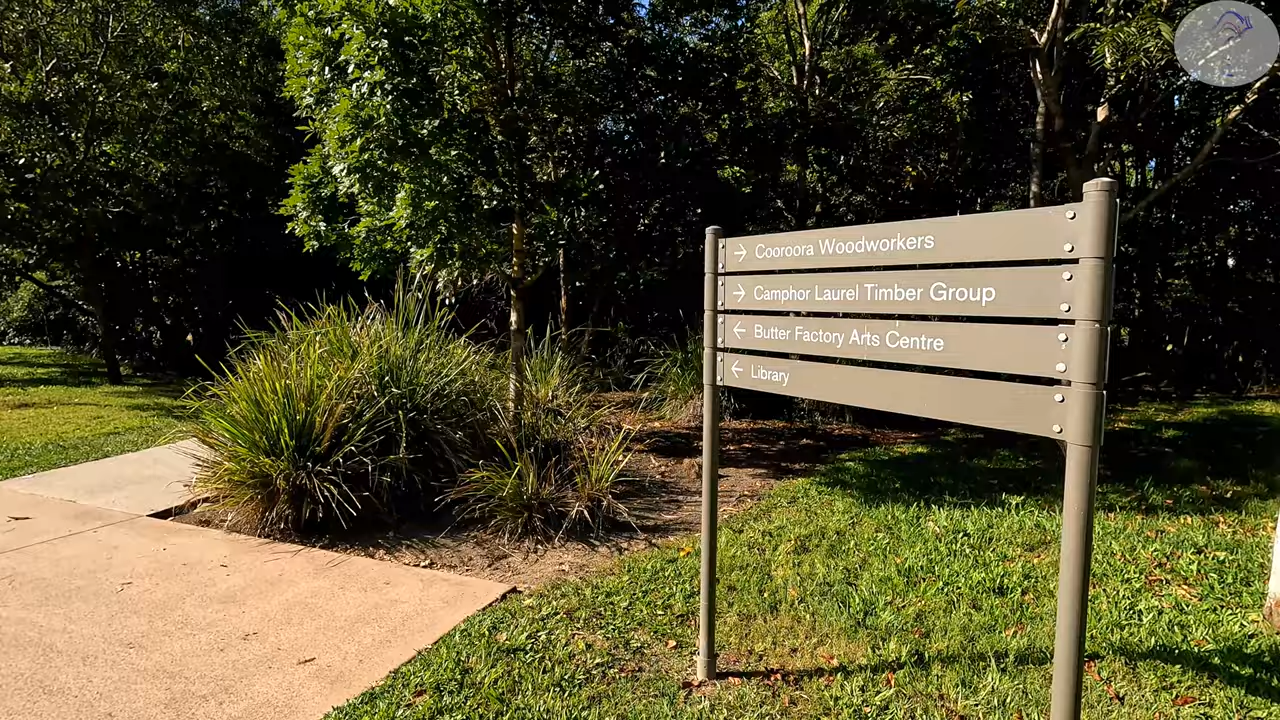 → Cooroora Woodworkers
→ Camphor Laurel Timber Group
← Butter Factory Arts Centre
← Library